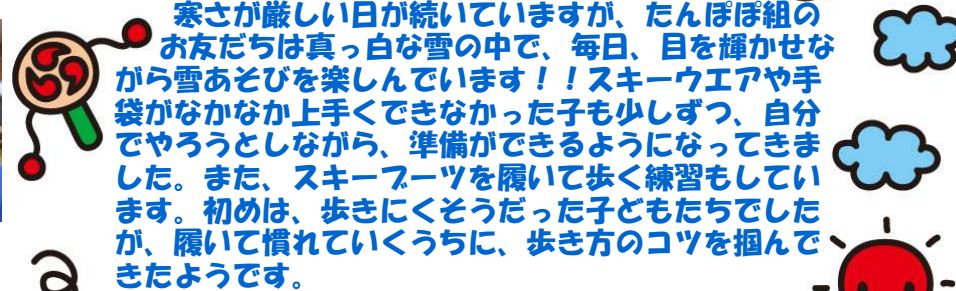 寒さが厳しい日が続いていますが、たんぽぽ組の
お友だちは真っ白な雪の中で、毎日、目を輝かせな
がら雪あそびを楽しんでいます！！スキーウエアや手
袋がなかなか上手くできなかった子も少しずつ、自分
でやろうとしながら、準備ができるようになってきま
した。また、スキーブーツを履いて歩く練習もしてい
ます。初めは、歩きにくそうだった子どもたちでした
が、履いて慣れていくうちに、歩き方のコツを掴んで
きたようです。